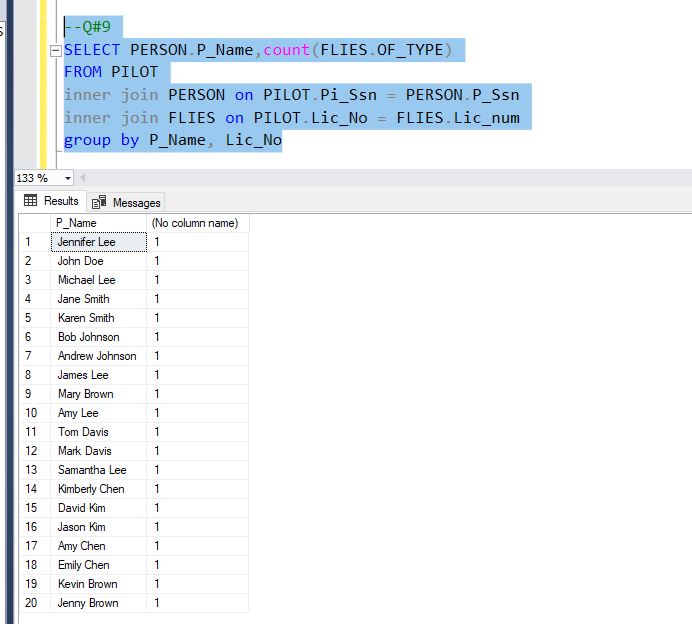 --Q#9
SELECT PERSON.P_Name,count(FLIES.OF_TYPE)
FROM PILOT
inner join PERSON on PILOT.Pi_Ssn = PERSON.P_Ssn
inner join FLIES on PILOT.Lic_No = FLIES.Lic_num
group by P_Name, Lic_No
133 %
Results Messages
P_Name (No column name)
1 Jennifer Lee 1
2 John Doe 1
3 Michael Lee 1
4 Jane Smith 1
5 Karen Smith 1
6 Bob Johnson 1
7 Andrew Johnson 1
8 James Lee 1
9 Mary Brown 1
10 Amy Lee 1
11 Tom Davis 1
12 Mark Davis 1
13 Samantha Lee 1
14 Kimberly Chen 1
15 David Kim 1
16 Jason Kim 1
17 Amy Chen 1
18 Emily Chen 1
19 Kevin Brown 1
20 Jenny Brown 1